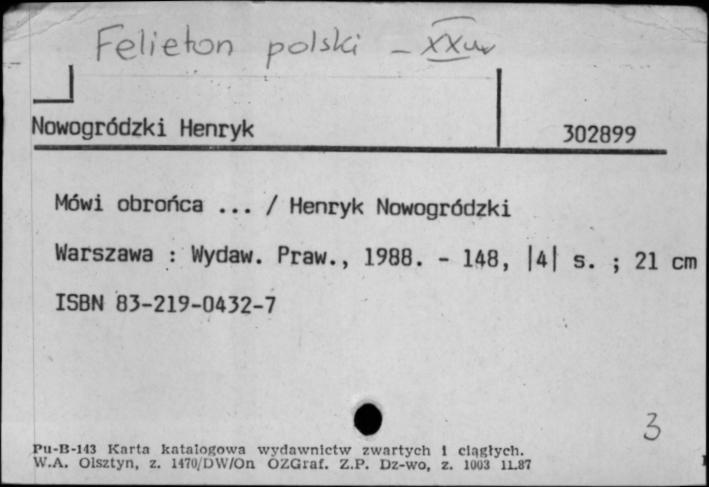 Felieton polski - XX w
Nowogródzki Henryk 302899
Mówi obrońca ... / Henryk Nowogródzki
Warszawa : Wydaw. Praw., 1988. - 148, |4| s. ; 21 cm
ISBN 83-219-0432-7
3
Pu-B-143 Karta katalogowa wydawnictw zwartych i ciągłych.
W.A. Olsztyn, z. 1470/DW/On OZGraf. Z.P. Dz-wo, z. 1003 11.87